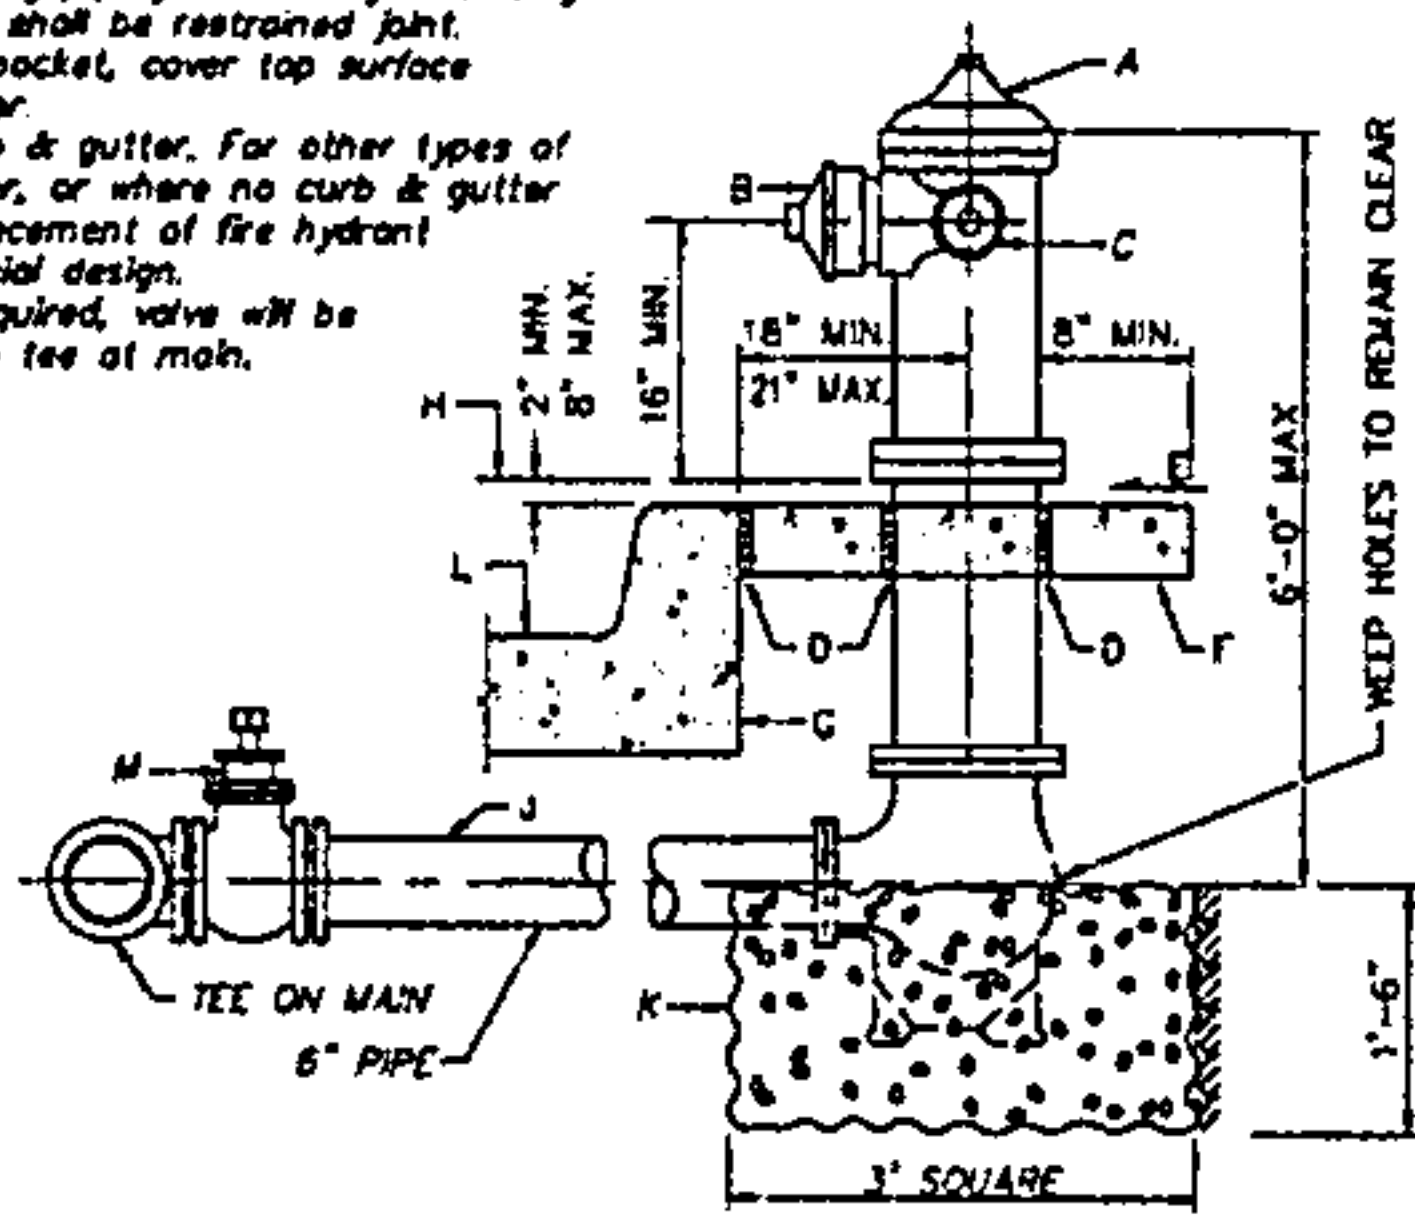 shall be restrained joint.
pocket, cover top surface
& gutter. For other types of
or where no curb & gutter
of fire hydrant
design.
valve will be
tee at main.
A
B
C
2" MIN.
8" MAX.
16" MIN.
18" MIN.
21" MAX.
8" MIN.
H
E
L
D
D
F
G
6'-0" MAX
WEEP HOLES TO REMAIN CLEAR
M
J
TEE ON MAIN
6" PIPE
K
1'-6"
3' SQUARE